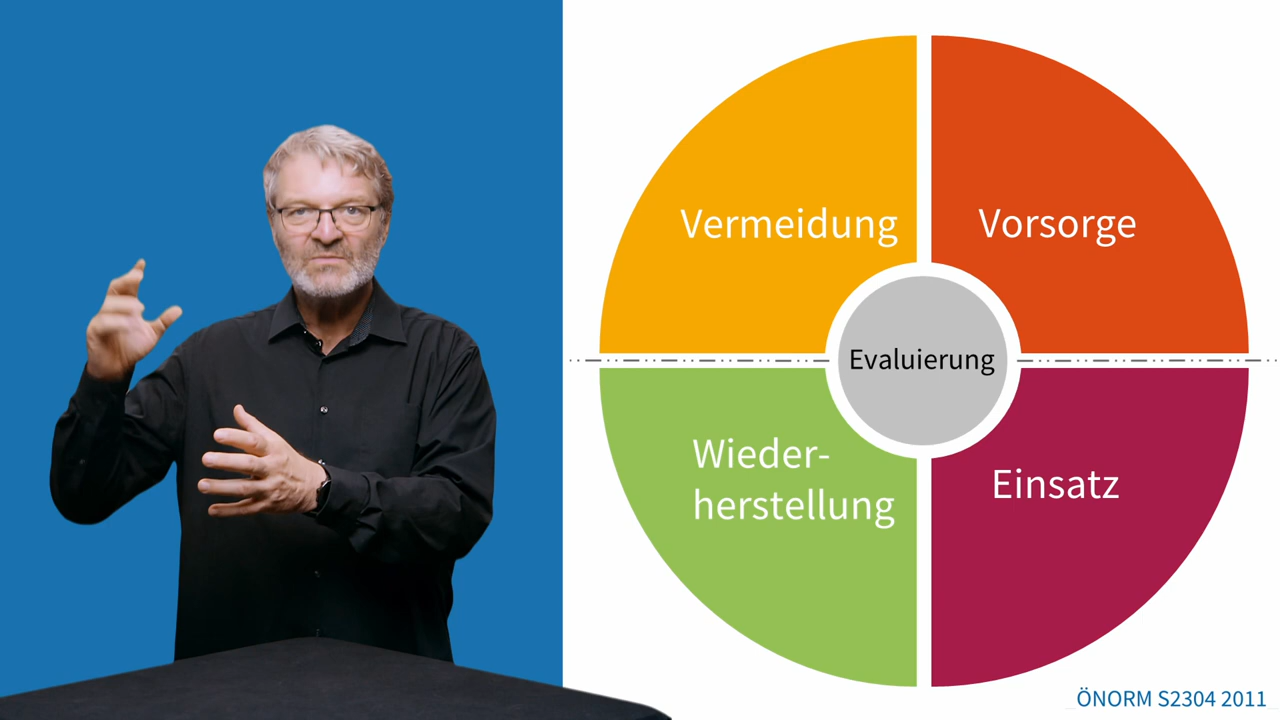 Vermeidung
Vorsorge
Evaluierung
Wieder-
herstellung
Einsatz
ÖNORM S2304 2011